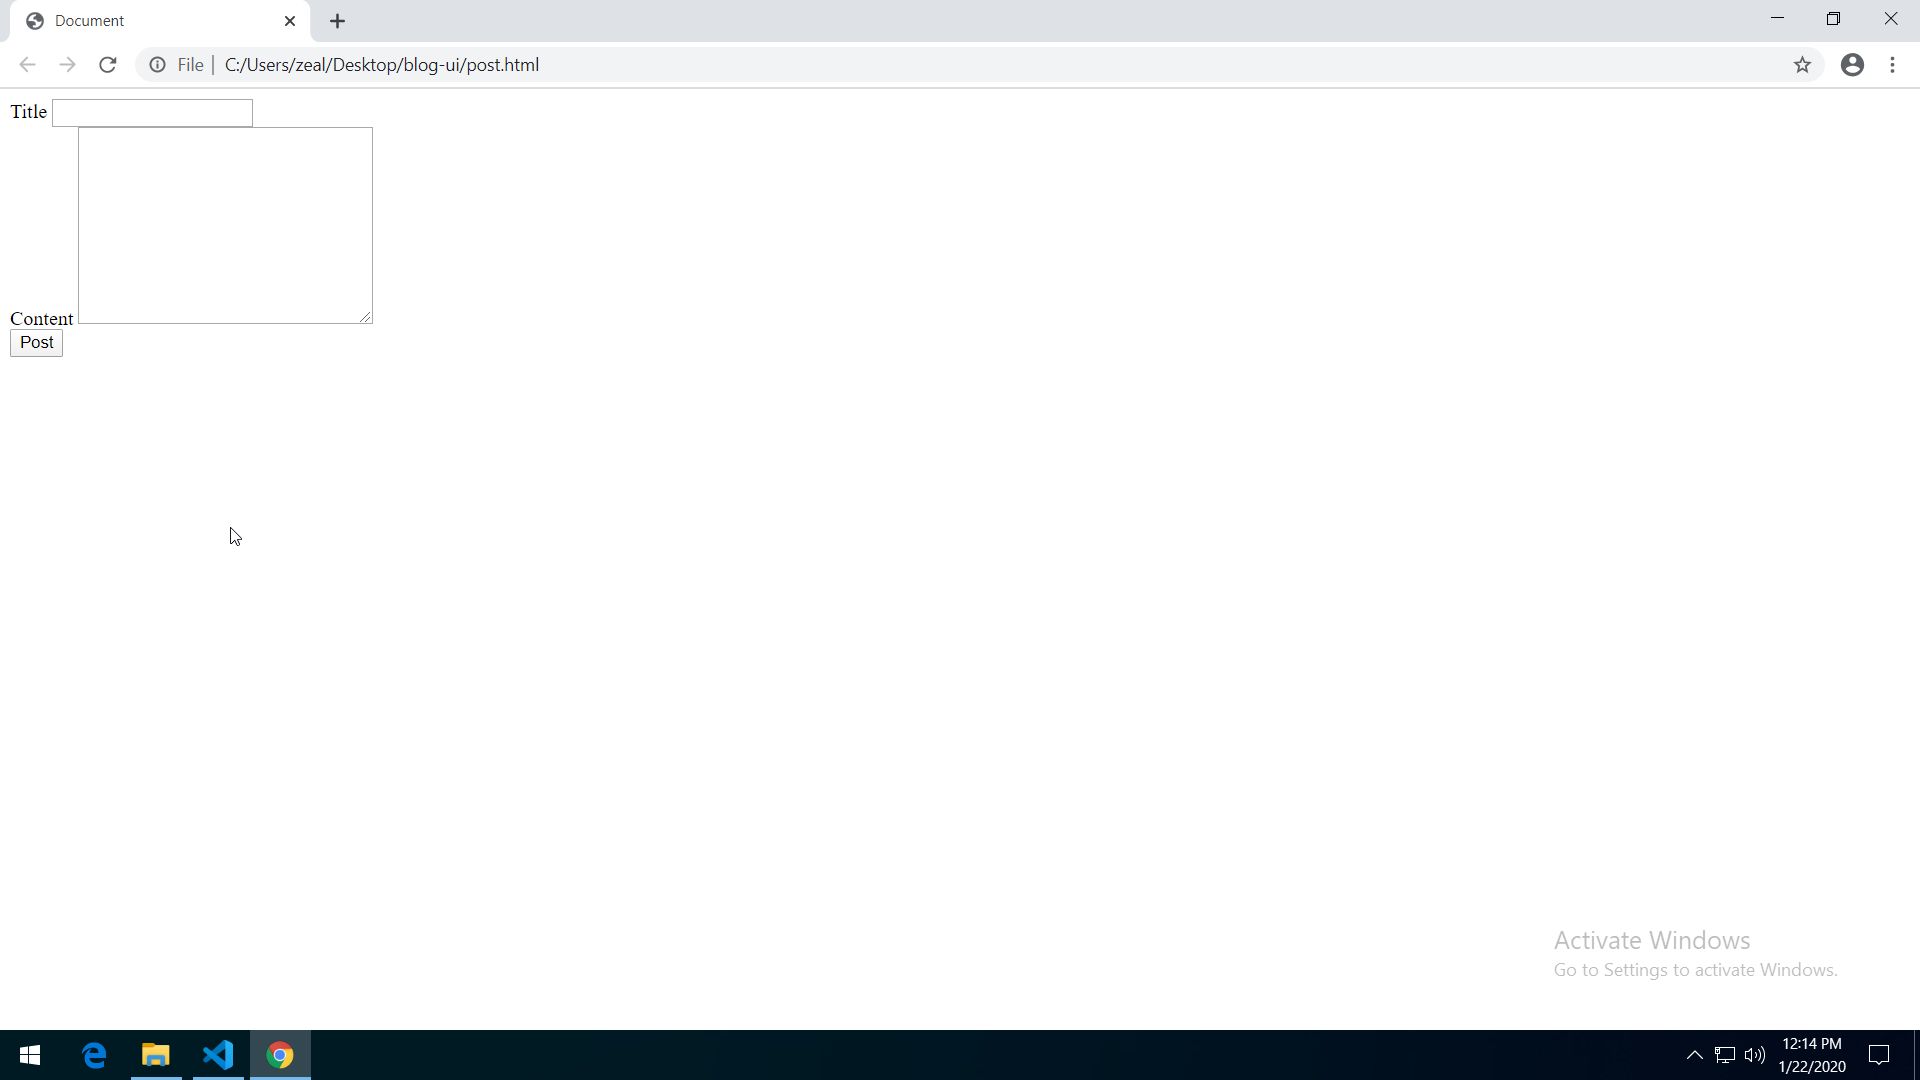 Document
File | C:/Users/zeal/Desktop/blog-ui/post.html
Title
Content
Post
Activate Windows
Go to Settings to activate Windows.
12:14 PM
1/22/2020